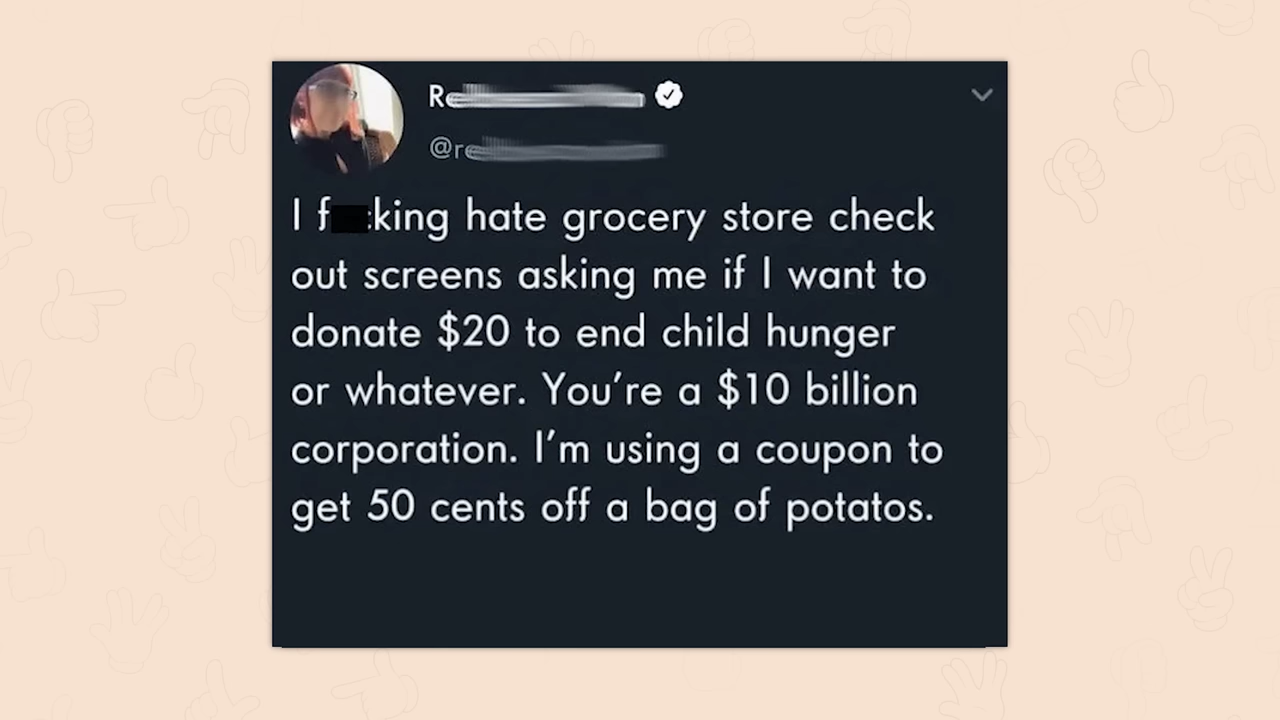 I f king hate grocery store check
out screens asking me if I want to
donate $20 to end child hunger
or whatever. You’re a $10 billion
corporation. I’m using a coupon to
get 50 cents off a bag of potatos.